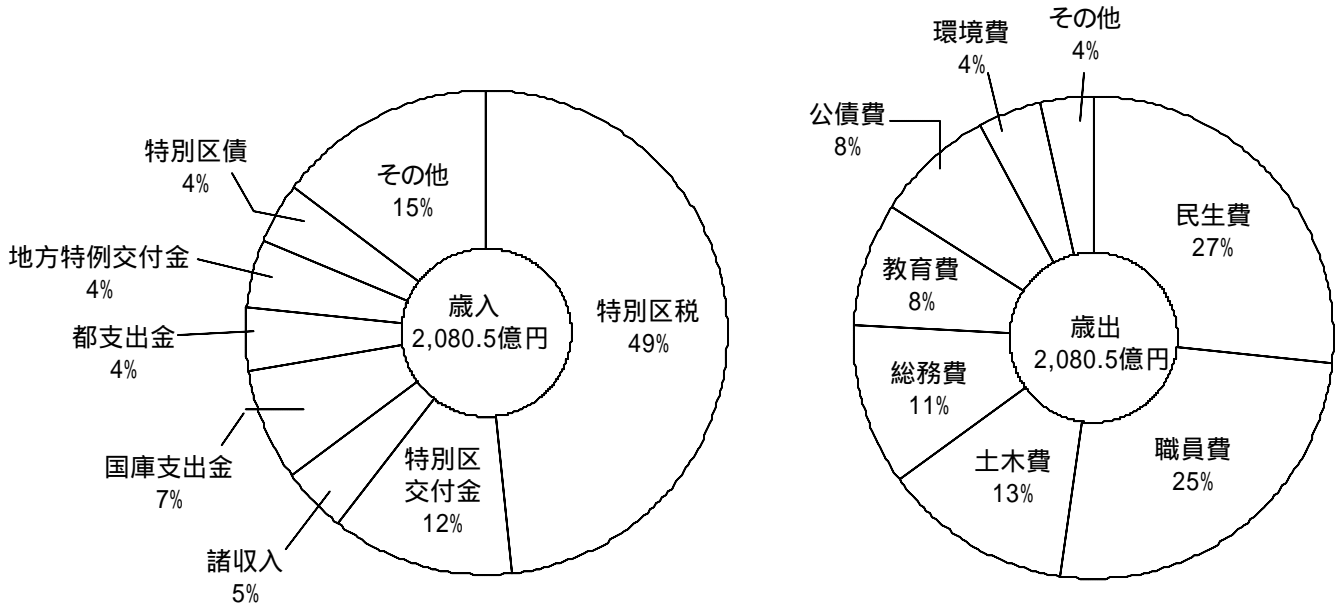 歳入
2,080.5億円
特別区税
49%
特別区
交付金
12%
諸収入
5%
国庫支出金
7%
都支出金
4%
地方特例交付金
4%
特別区債
4%
その他
15%
歳出
2,080.5億円
民生費
27%
職員費
25%
土木費
13%
総務費
11%
教育費
8%
公債費
8%
環境費
4%
その他
4%